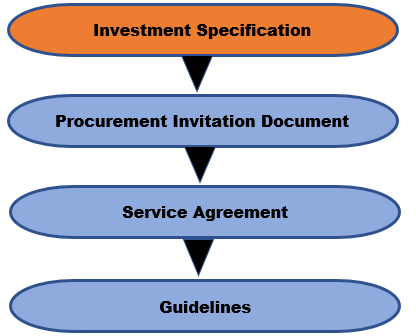 Investment Specification
Procurement Invitation Document
Service Agreement
Guidelines